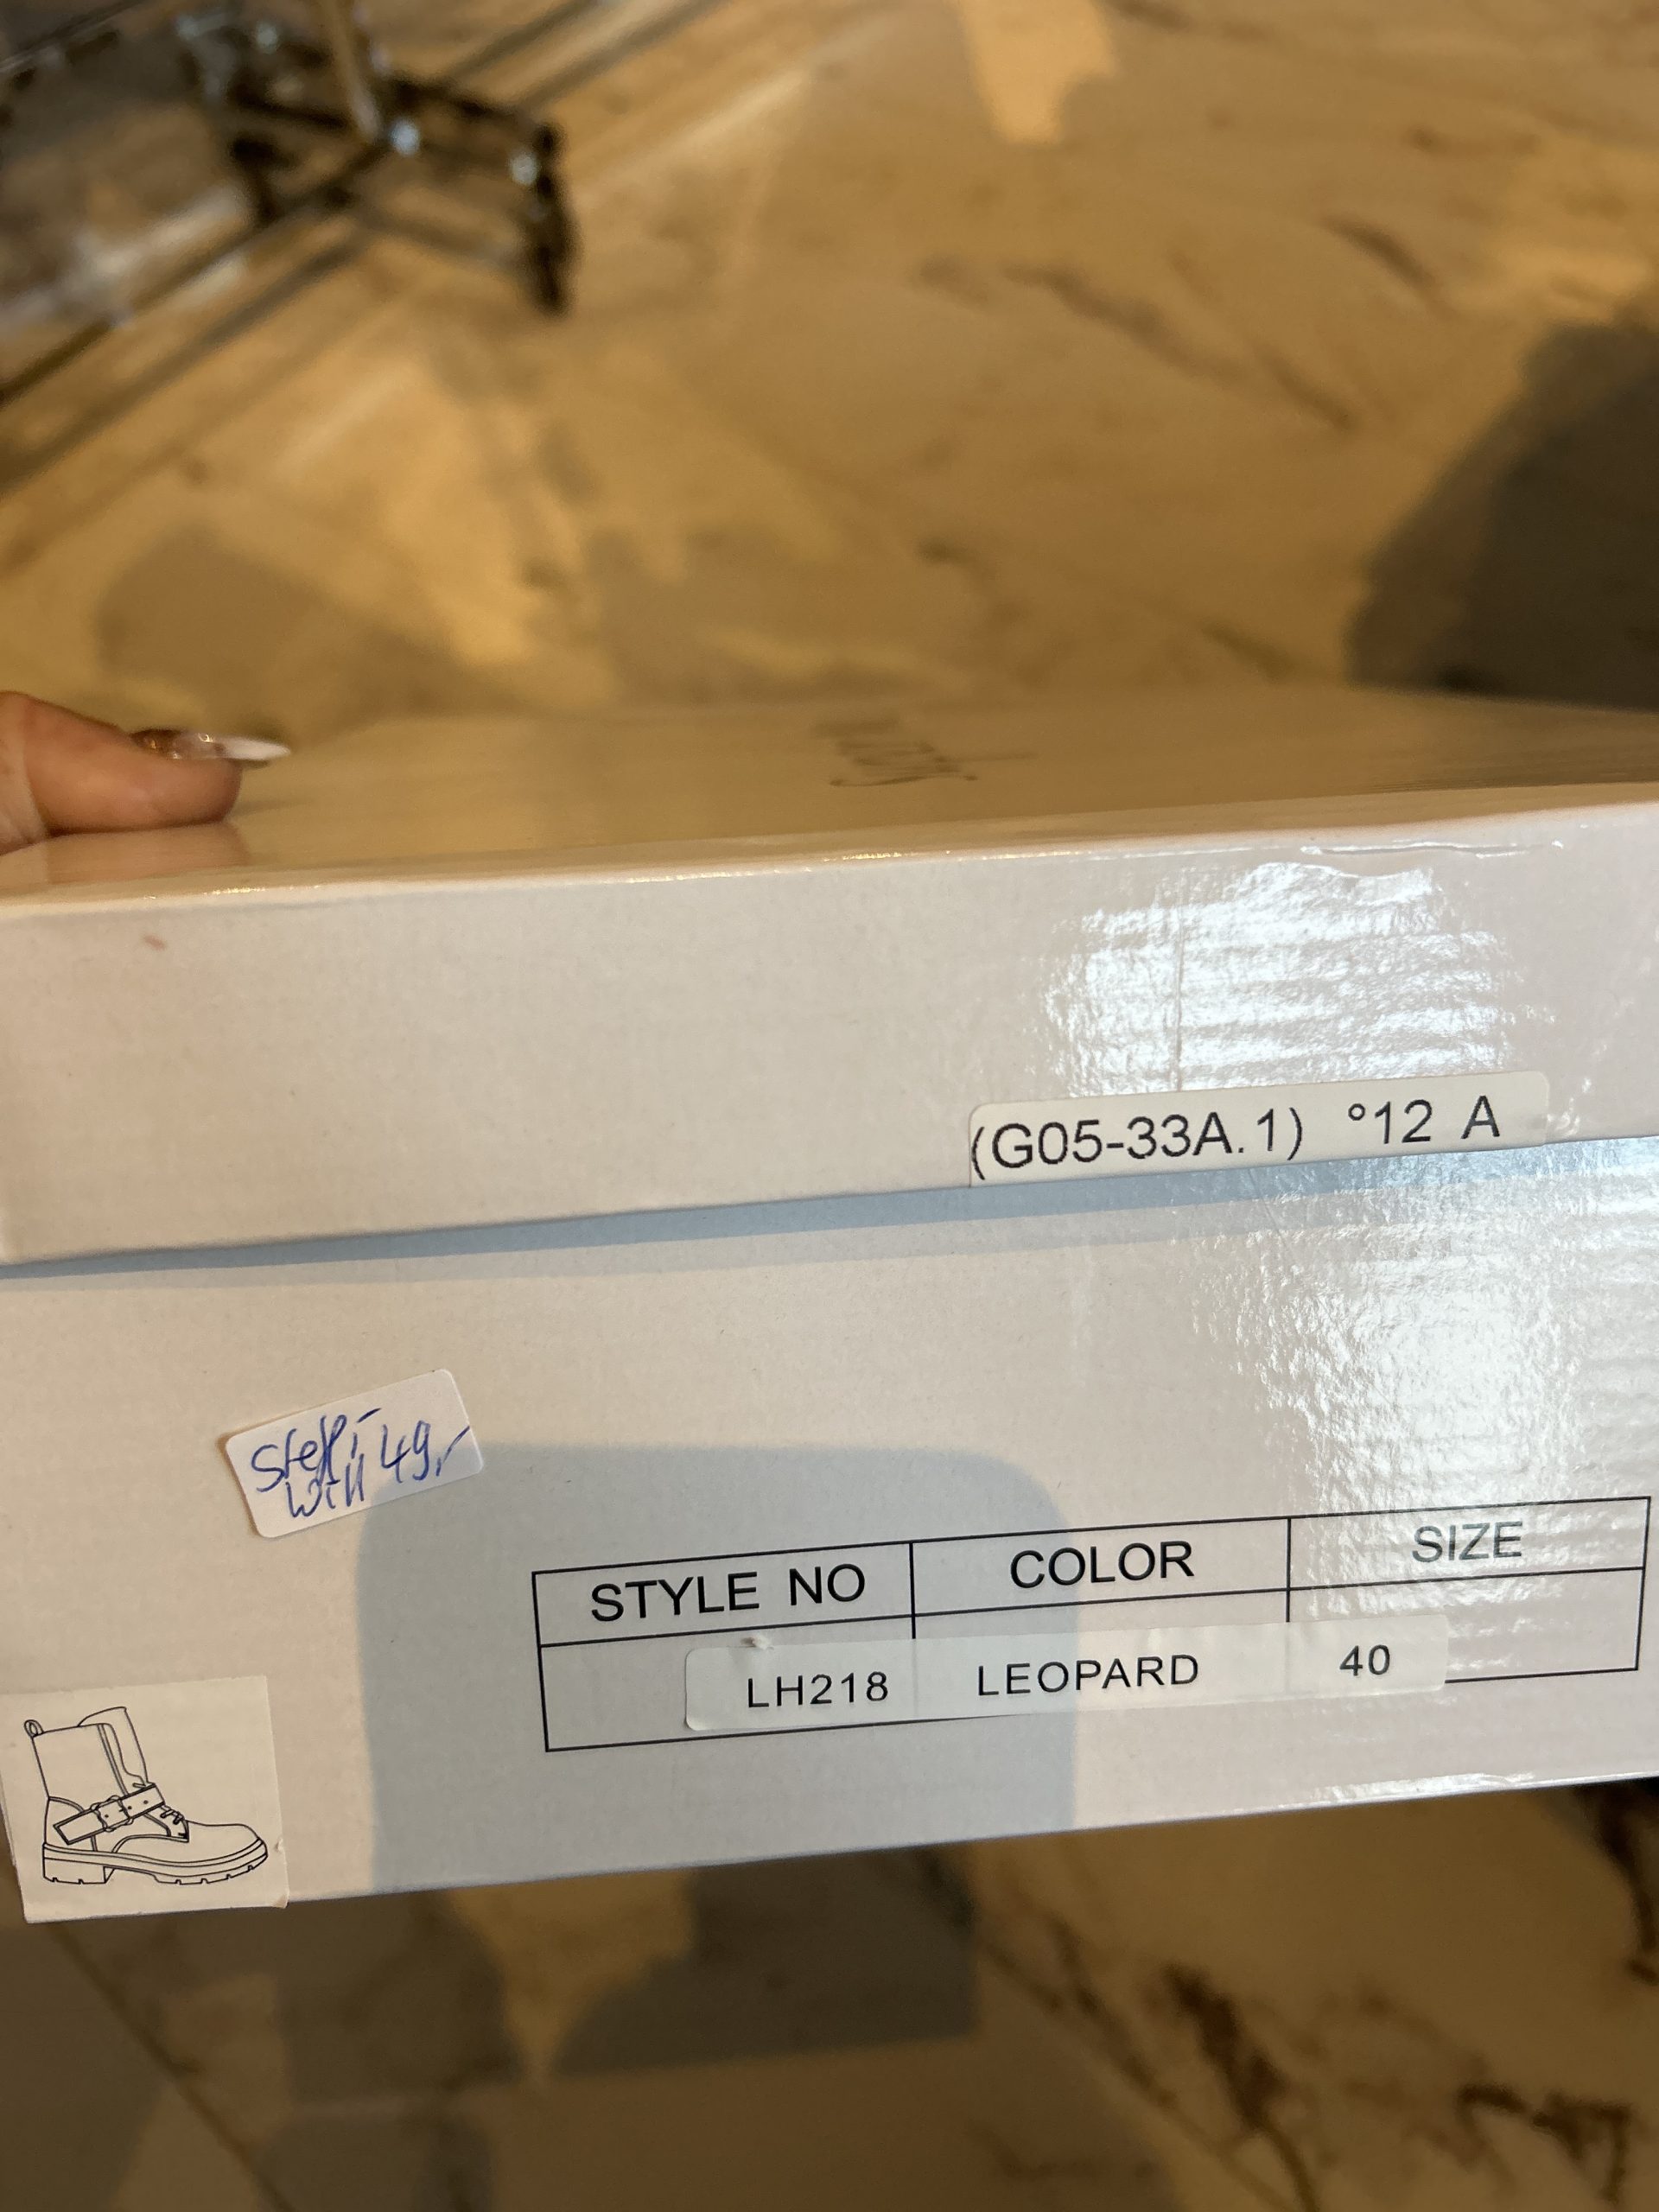 (G05-33A.1) °12 A
Steffi 49,-
will
STYLE NO COLOR SIZE
LH218 LEOPARD 40